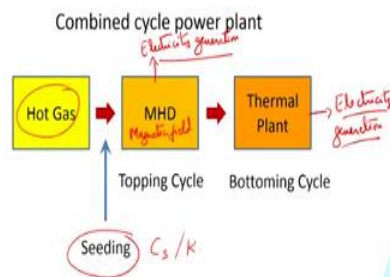 Combined cycle power plant
Electricity generation
Hot Gas
MHD
Magnetic field
Thermal
Plant
Electricity
generation
Topping Cycle
Bottoming Cycle
Seeding
Cs/K